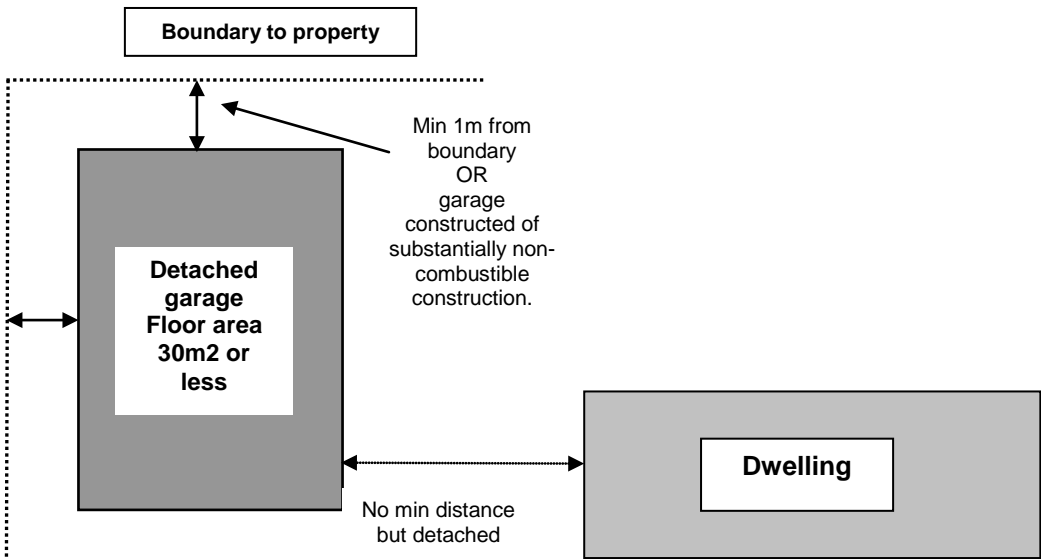 Boundary to property
Min 1m from
boundary
OR
garage
constructed of
substantially non-
combustible
construction.
Detached
garage
Floor area
30m2 or
less
Dwelling
No min distance
but detached